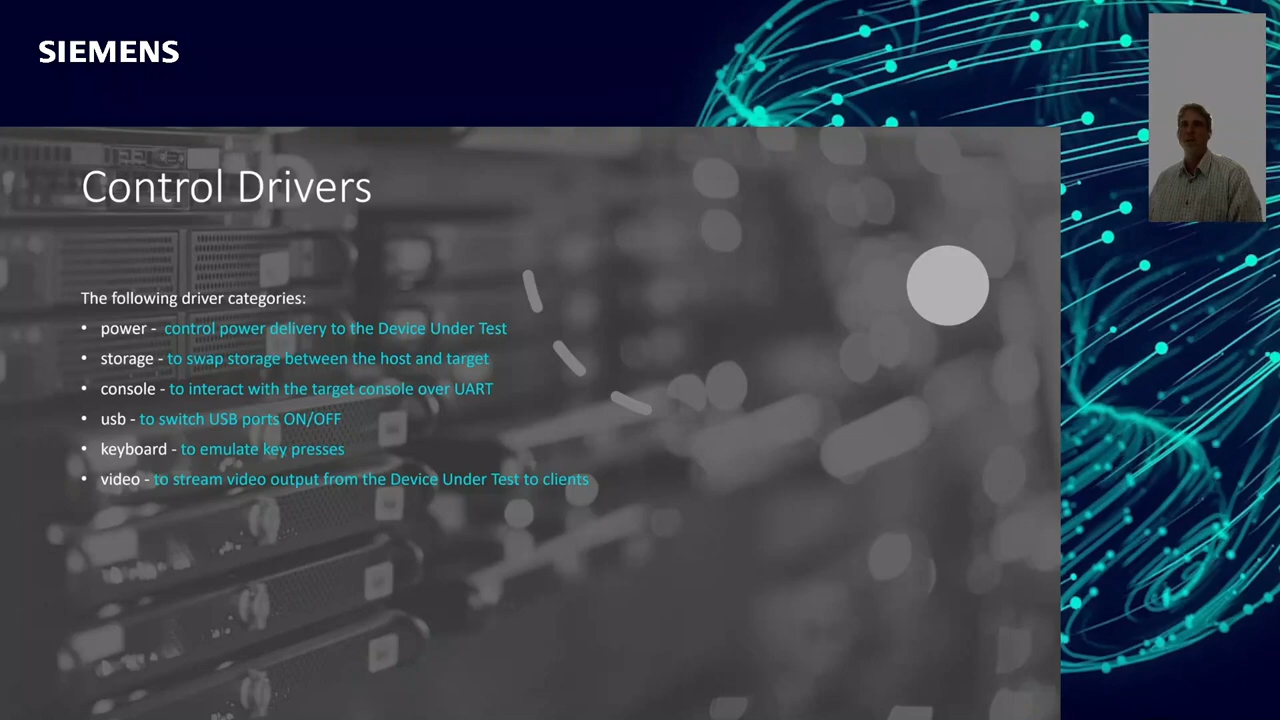 SIEMENS
Control Drivers
The following driver categories:
• power - control power delivery to the Device Under Test
• storage - to swap storage between the host and target
• console - to interact with the target console over UART
• usb - to switch USB ports ON/OFF
• keyboard - to emulate key presses
• video - to stream video output from the Device Under Test to clients